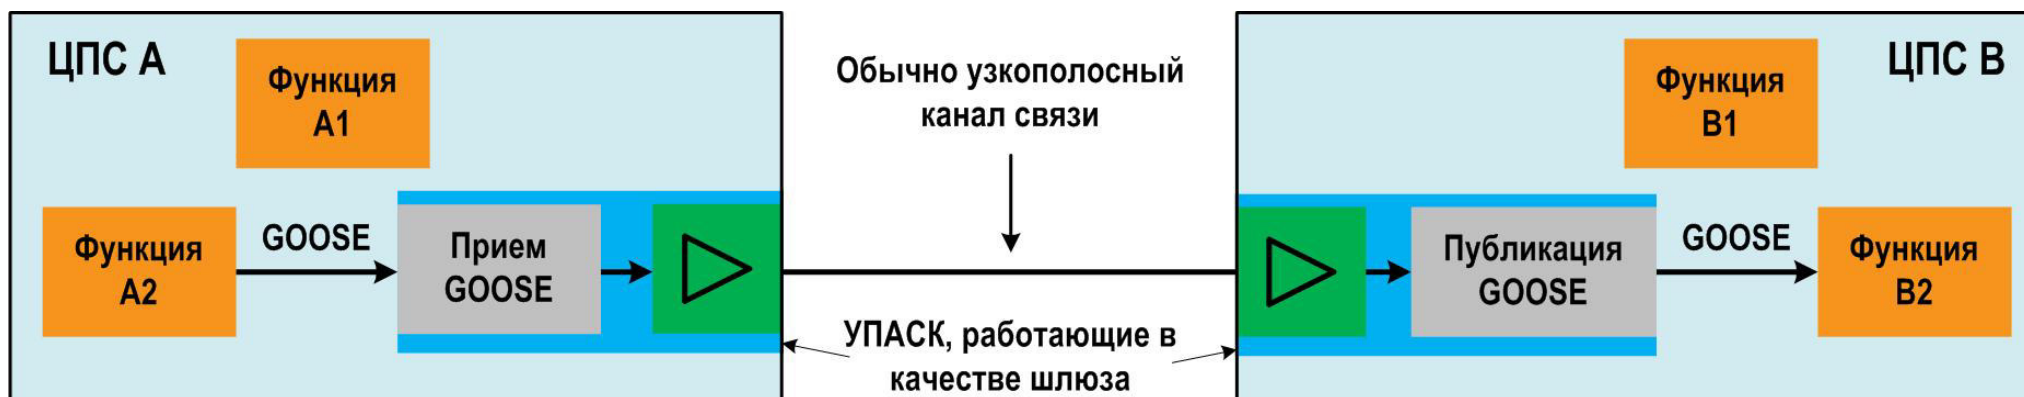 ЦПС А
Функция
А1
Функция
А2
GOOSE
Прием
GOOSE
Обычно узкополосный
канал связи
УПАСК, работающие в
качестве шлюза
ЦПС В
Функция
В1
Публикация
GOOSE
GOOSE
Функция
В2